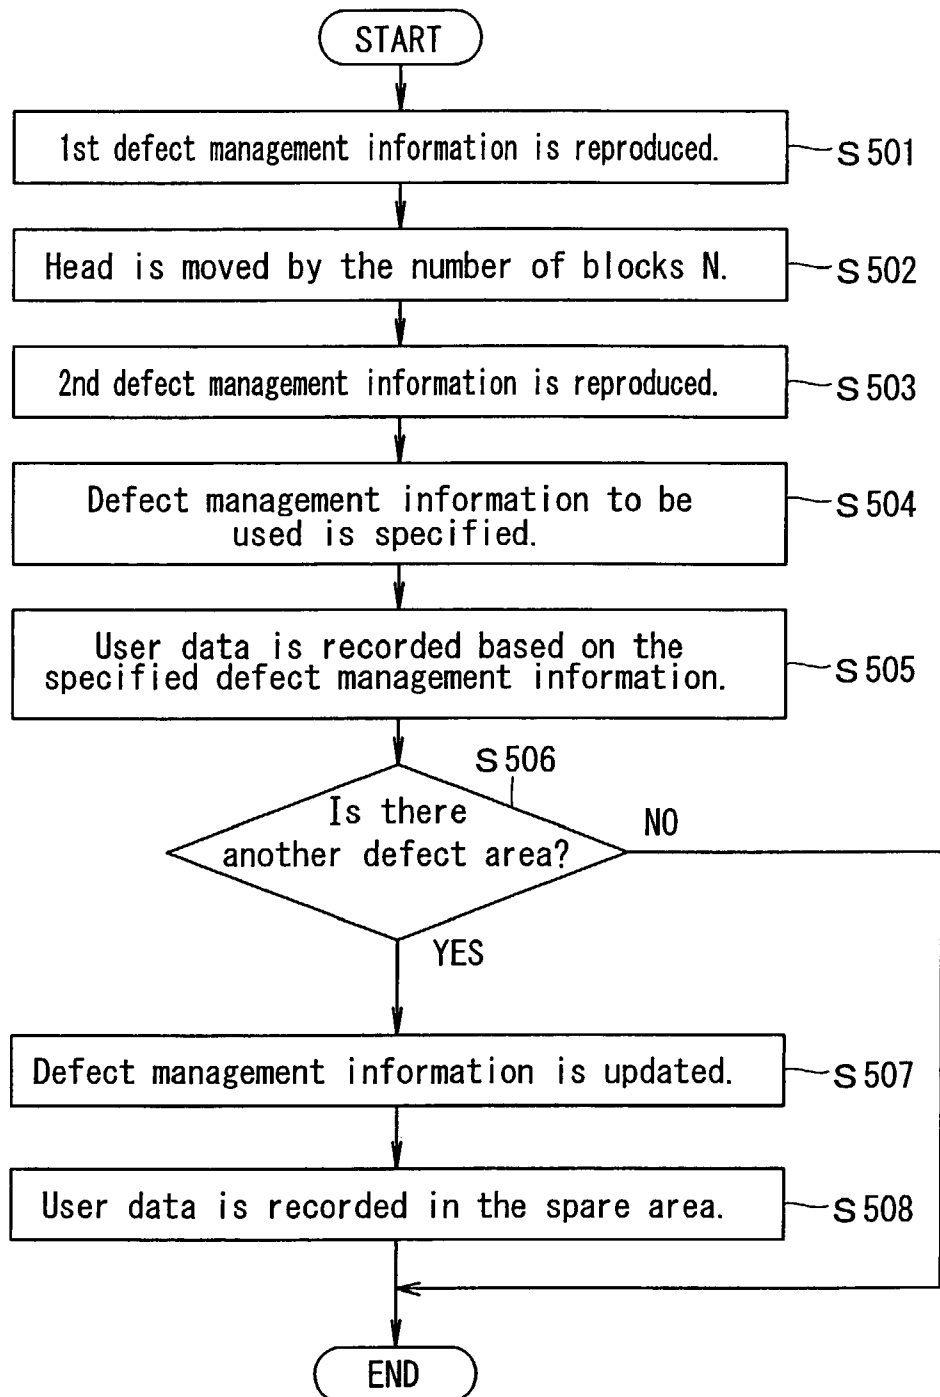 START
1st defect management information is reproduced.
S501
Head is moved by the number of blocks N.
S502
2nd defect management information is reproduced.
S503
Defect management information to be
used is specified.
S504
User data is recorded based on the
specified defect management information.
S505
S506
Is there
another defect area?
NO
YES
Defect management information is updated.
S507
User data is recorded in the spare area.
S508
END